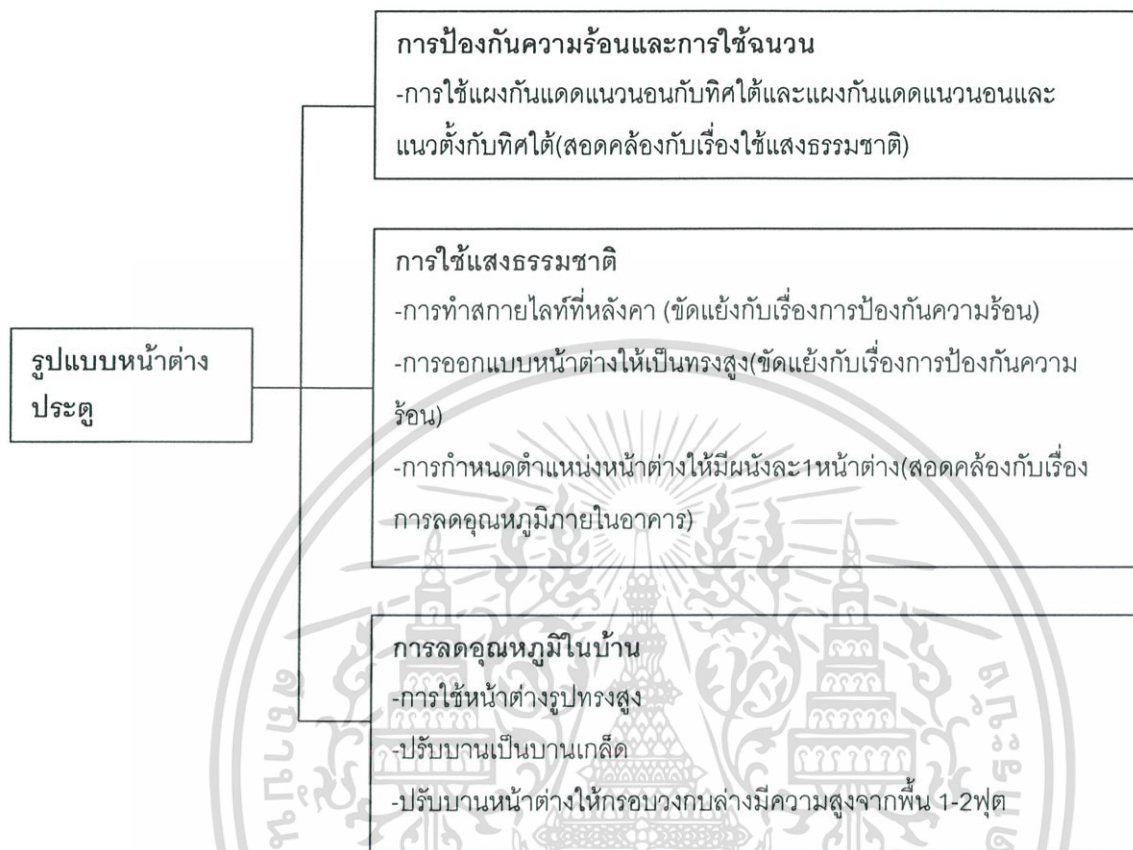 การป้องกันความร้อนและการใช้ฉนวน
-การใช้แผงกันแดดแนวนอนกับทิศใต้และแผงกันแดดแนวนอนและ
แนวตั้งกับทิศใต้(สอดคล้องกับเรื่องใช้แสงธรรมชาติ)
รูปแบบหน้าต่าง
ประตู
การใช้แสงธรรมชาติ
-การทำสกายไลท์ที่หลังคา (ขัดแย้งกับเรื่องการป้องกันความร้อน)
-การออกแบบหน้าต่างให้เป็นทรงสูง(ขัดแย้งกับเรื่องการป้องกันความ
ร้อน)
-การกำหนดตำแหน่งหน้าต่างให้มีผนังละ1หน้าต่าง(สอดคล้องกับเรื่อง
การลดอุณหภูมิภายในอาคาร)
การลดอุณหภูมิในบ้าน
-การใช้หน้าต่างรูปทรงสูง
-ปรับบานเป็นบานเกล็ด
-ปรับบานหน้าต่างให้กรอบวงกบล่างมีความสูงจากพื้น 1-2ฟุต